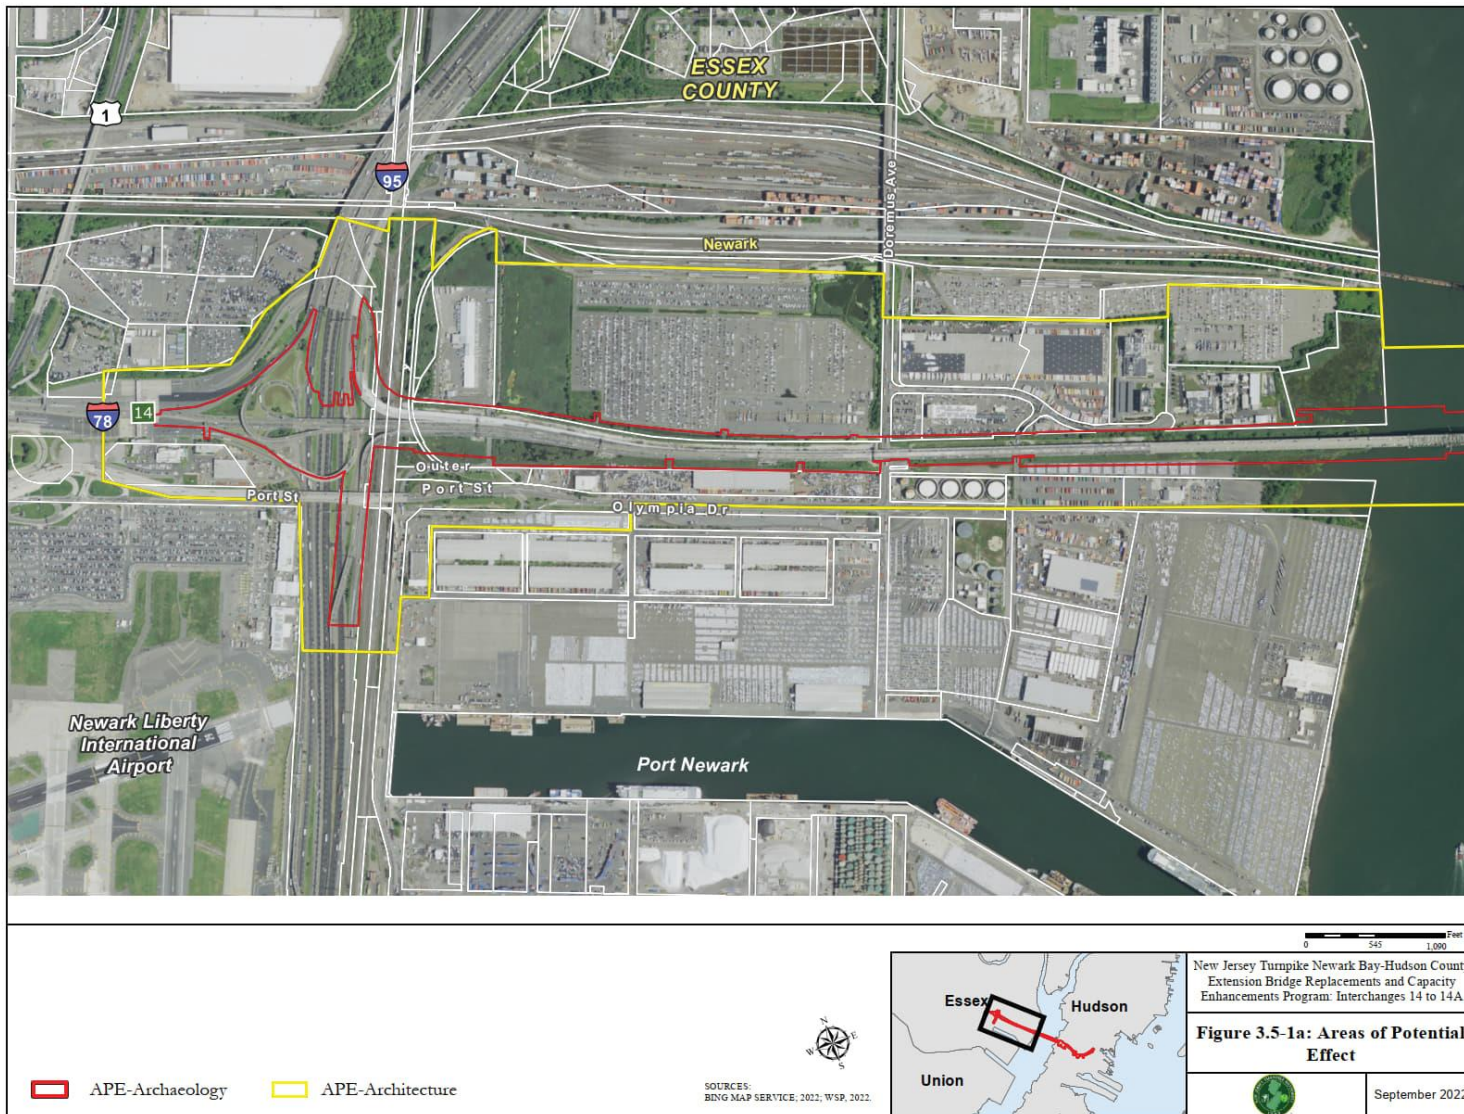 ESSEX
COUNTY
1
95
Doremus Ave
Newark
14
78
Outer
Port St
Port St
Olympia Dr
Newark Liberty
International
Airport
Port Newark
Feet
0 545 1,090
New Jersey Turnpike Newark Bay-Hudson County
Extension Bridge Replacements and Capacity
Enhancements Program: Interchanges 14 to 14A
Essex
Hudson
Union
Figure 3.5-1a: Areas of Potential
Effect
N
E
W
S
APE-Archaeology
APE-Architecture
SOURCES:
BING MAP SERVICE, 2022; WSP, 2022.
September 2022